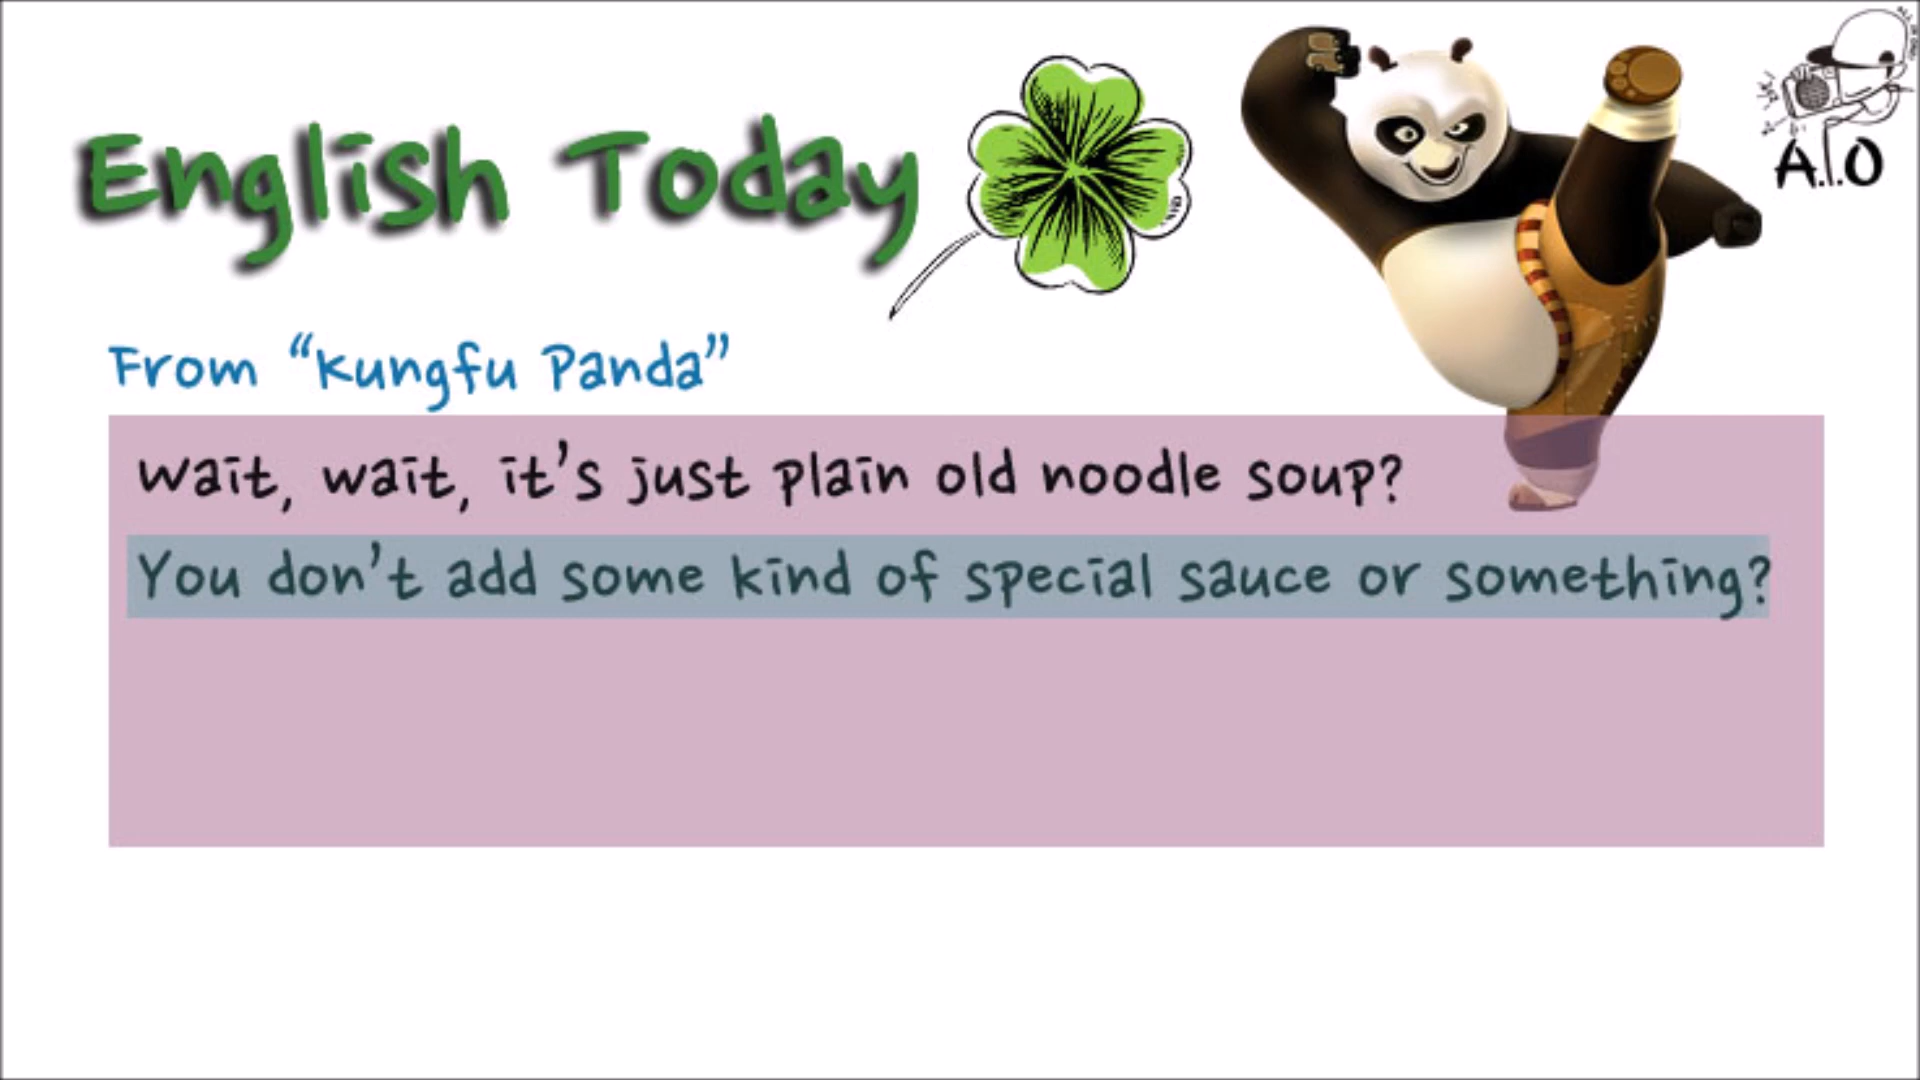 English Today
A.I.O
From “kungfu Panda”
Wait, wait, it’s just plain old noodle soup?
You don’t add some kind of special sauce or something?